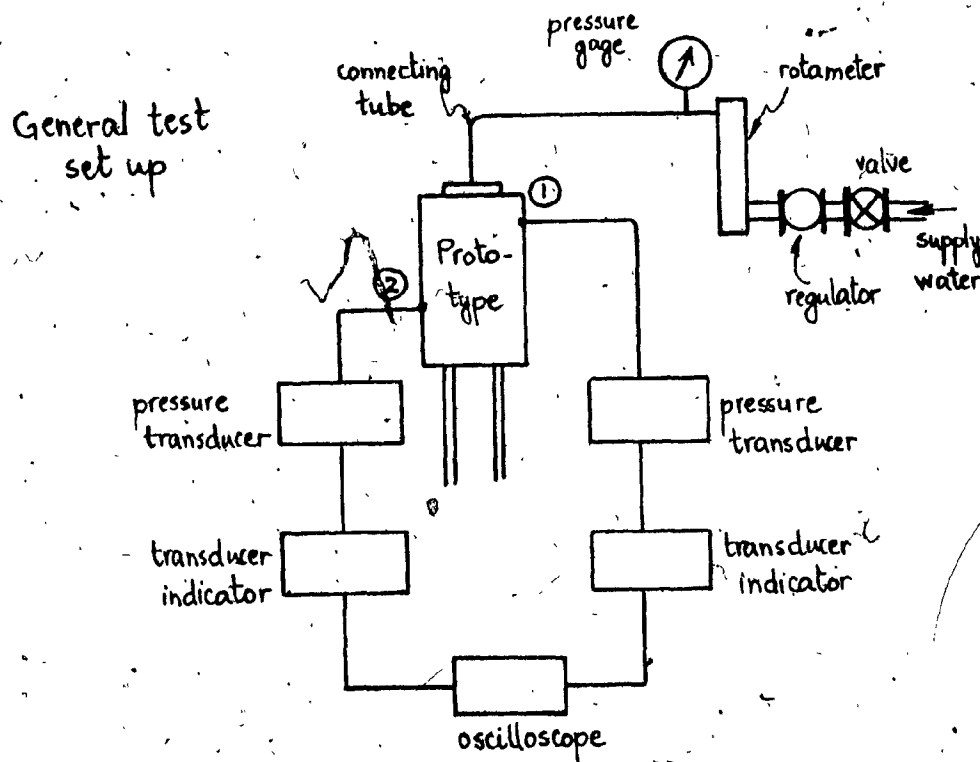 General test
set up
connecting
tube
pressure
gage
rotameter
valve
supply
water
regulator
①
Proto-
type
②
pressure
transducer
pressure
transducer
transducer
indicator
transducer
indicator
oscilloscope